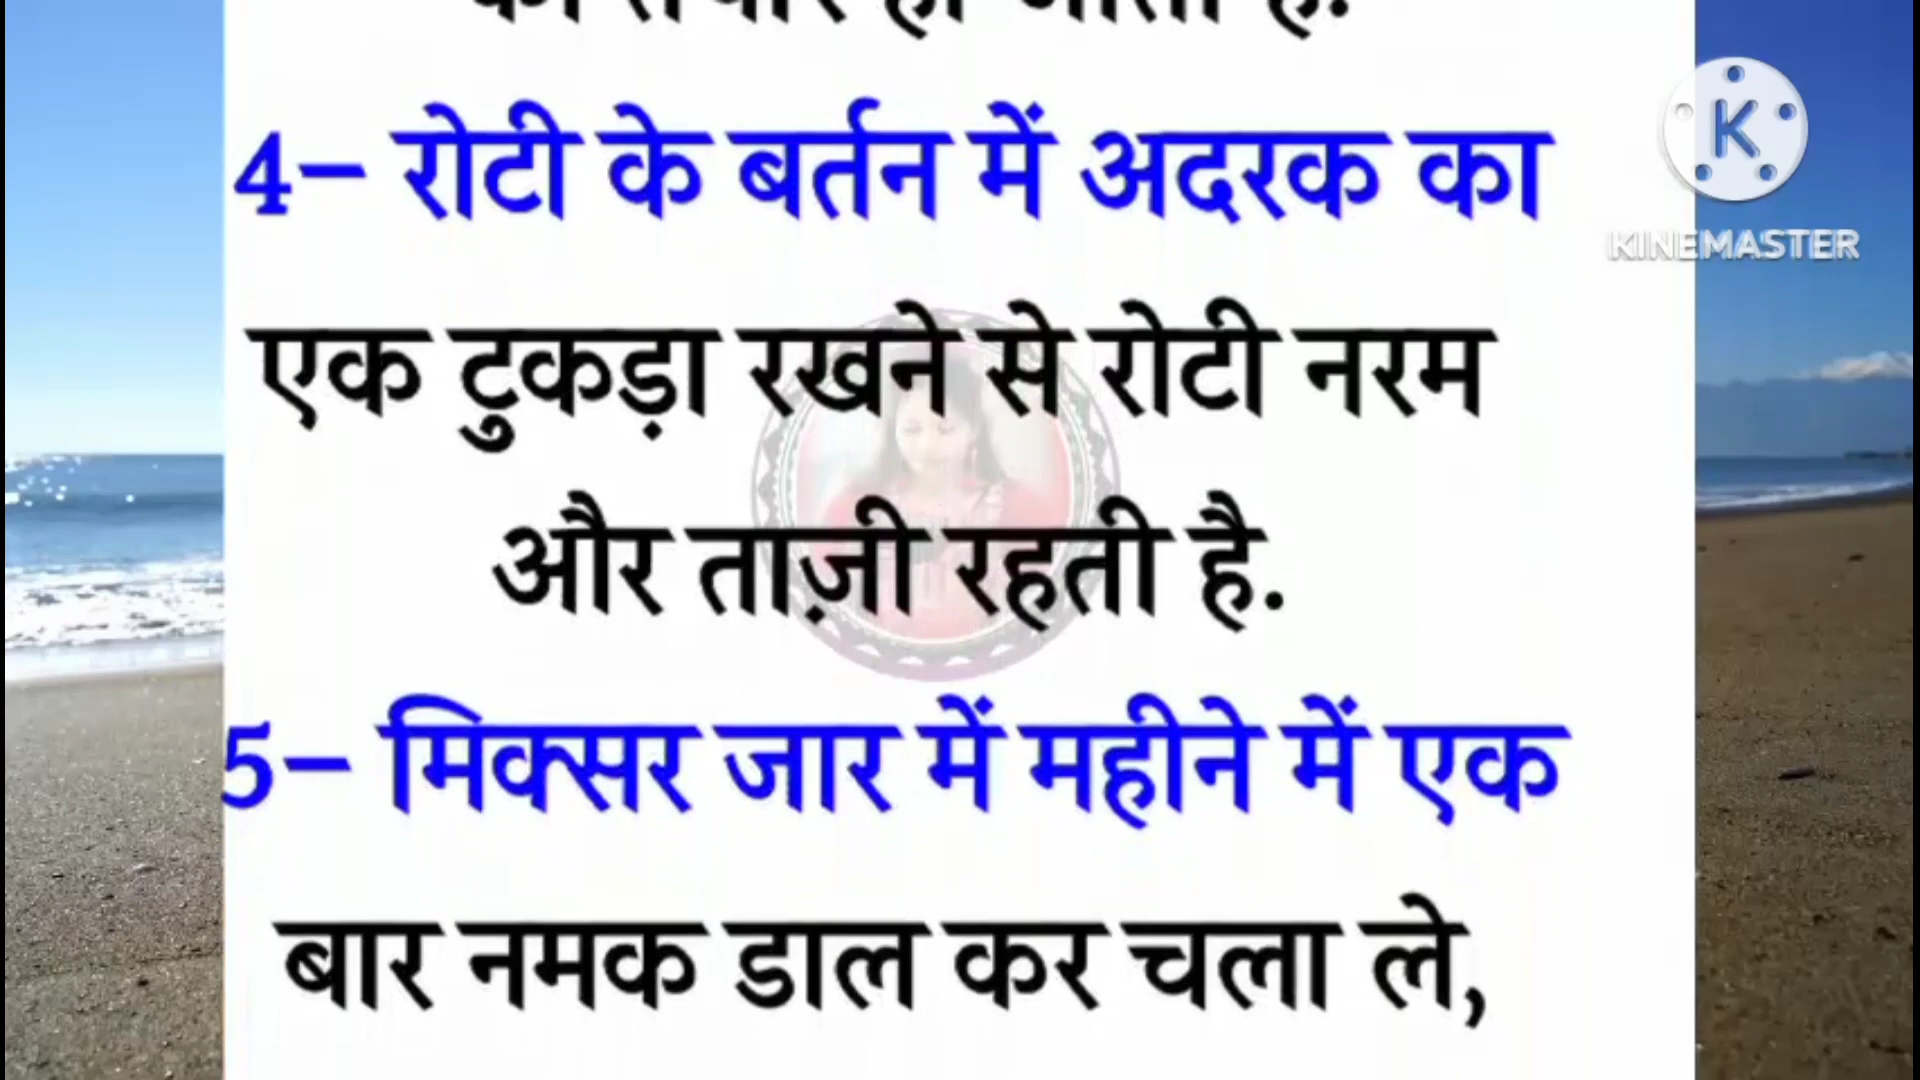 हो जाता है.
4– रोटी के बर्तन में अदरक का
एक टुकड़ा रखने से रोटी नरम
और ताज़ी रहती है.
5– मिक्सर जार में महीने में एक
बार नमक डाल कर चला ले,
K
KINEMASTER